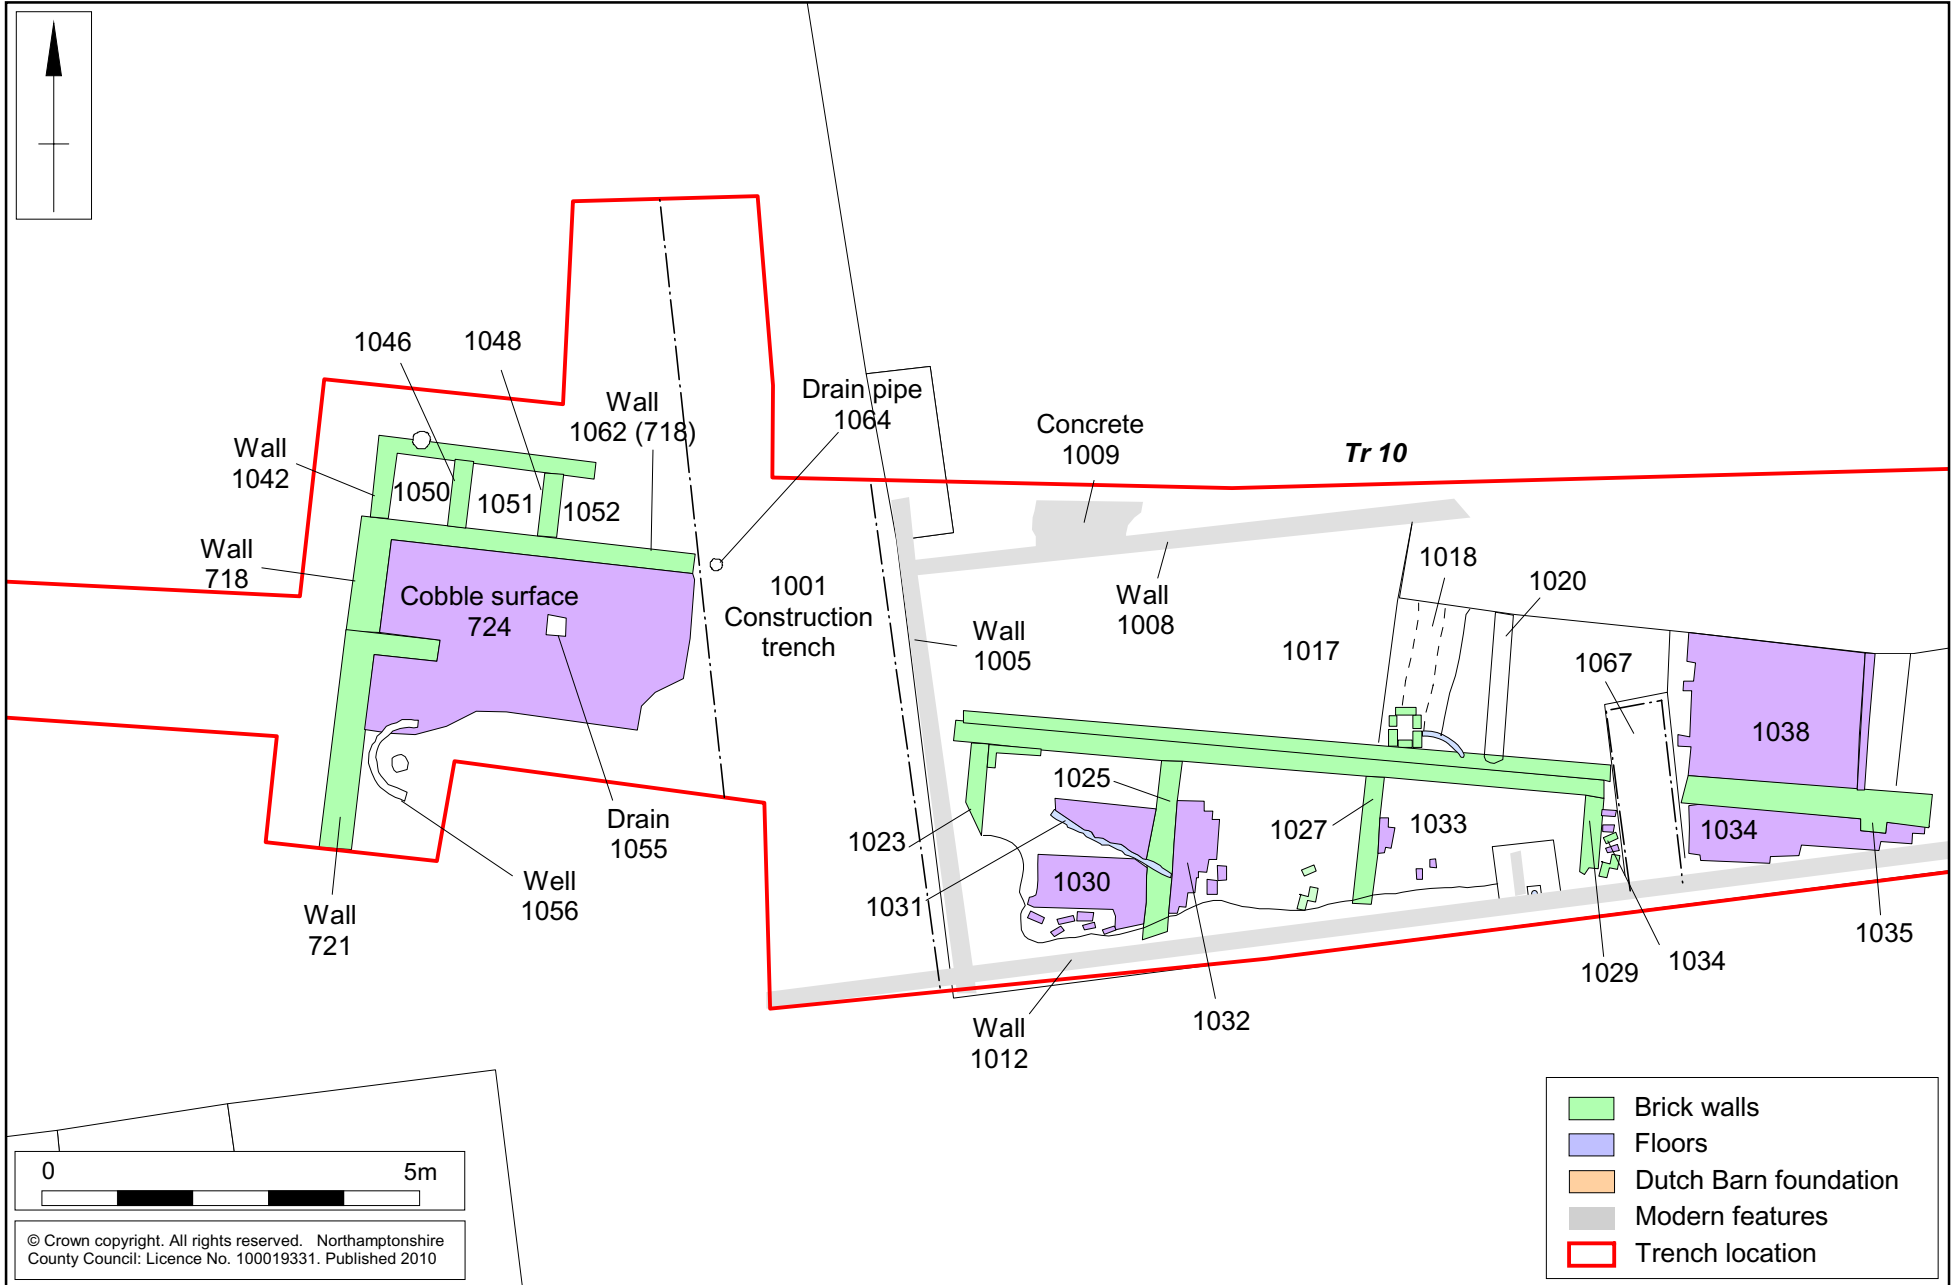 1046
1048
Wall
1062 (718)
Drain pipe
1064
Concrete
1009
Tr 10
Wall
1042
1050
1051
1052
Wall
718
Cobble surface
724
1001
Construction
trench
Wall
1005
Wall
1008
1017
1018
1020
1067
1038
1025
1023
1027
1033
1034
1030
1031
Drain
1055
Well
1056
Wall
721
1032
Wall
1012
1029
1034
1035
0 5m
© Crown copyright. All rights reserved. Northamptonshire
County Council: Licence No. 100019331. Published 2010
Brick walls
Floors
Dutch Barn foundation
Modern features
Trench location